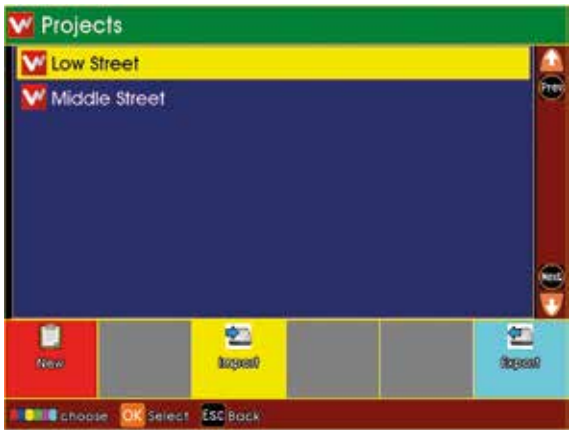 Projects
Low Street
Middle Street
Prev
Next
New
Import
Export
choose OK Select Esc Back